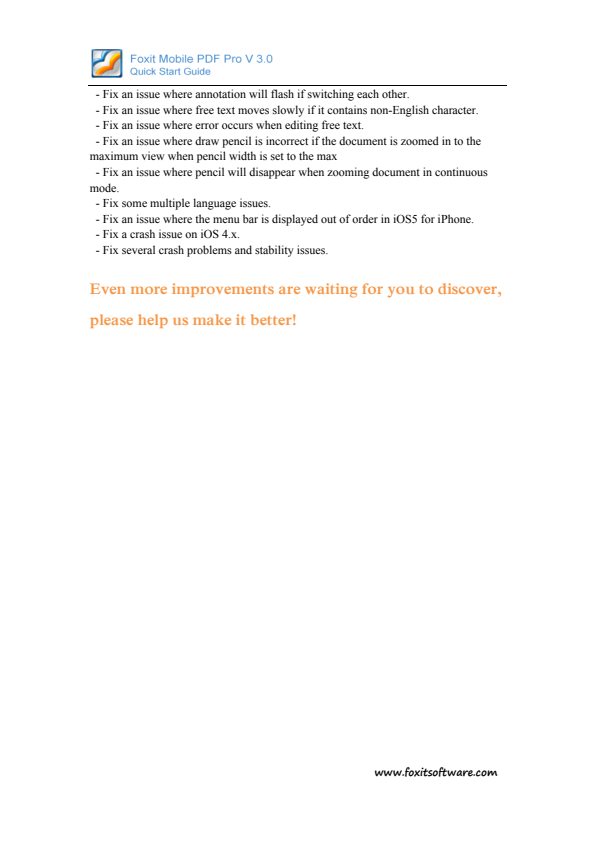 Foxit Mobile PDF Pro V 3.0
Quick Start Guide
- Fix an issue where annotation will flash if switching each other.
- Fix an issue where free text moves slowly if it contains non-English character.
- Fix an issue where error occurs when editing free text.
- Fix an issue where draw pencil is incorrect if the document is zoomed in to the
maximum view when pencil width is set to the max
- Fix an issue where pencil will disappear when zooming document in continuous
mode.
- Fix some multiple language issues.
- Fix an issue where the menu bar is displayed out of order in iOS5 for iPhone.
- Fix a crash issue on iOS 4.x.
- Fix several crash problems and stability issues.
Even more improvements are waiting for you to discover,
please help us make it better!
www.foxitsoftware.com